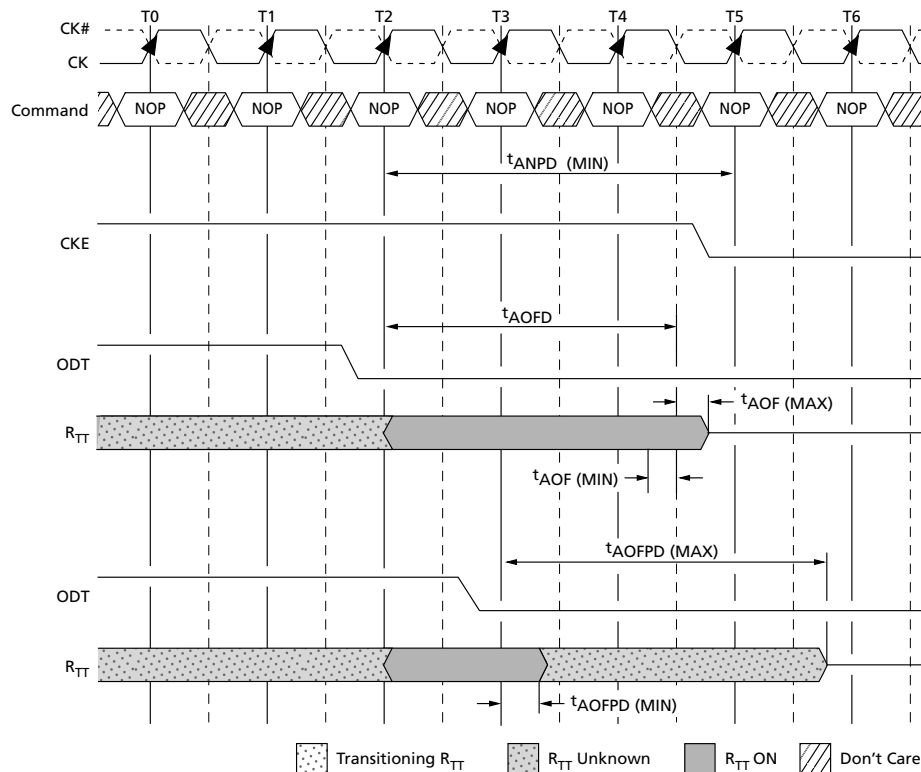 T0 T1 T2 T3 T4 T5 T6
CK#
CK
Command NOP NOP NOP NOP NOP NOP NOP
tANPD (MIN)
CKE
tAOFD
ODT
tAOF (MAX)
RTT
tAOF (MIN)
tAOFPD (MAX)
ODT
RTT
tAOFPD (MIN)
Transitioning RTT RTT Unknown RTT ON Don't Care